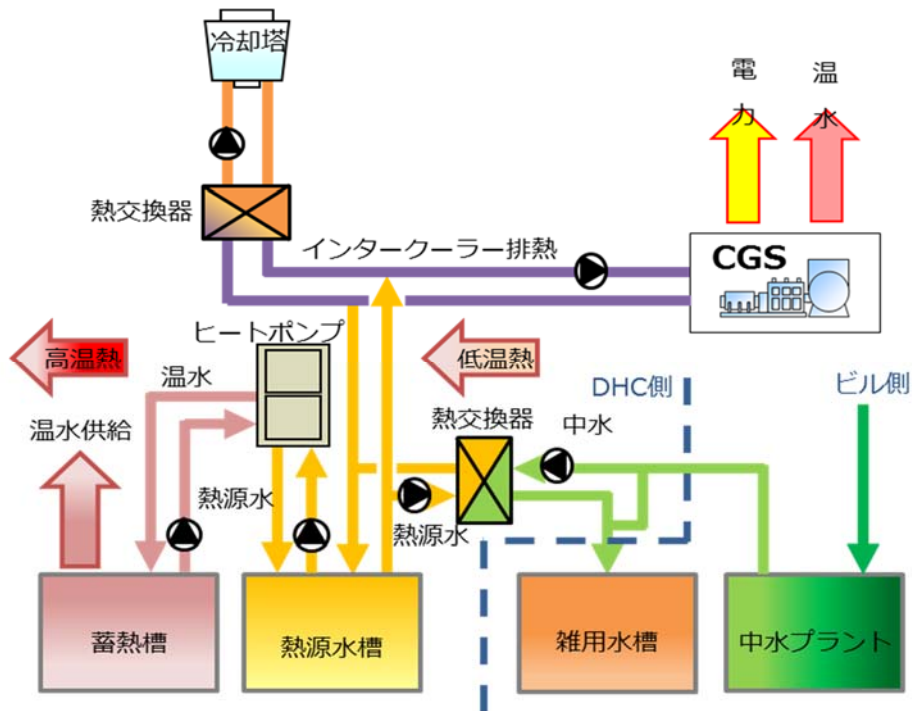 冷却塔
電力
温水
熱交換器
インタークーラー排熱
CGS
ヒートポンプ
高温熱
低温熱
温水
DHC側
ビル側
熱交換器
中水
温水供給
熱源水
熱源水
蓄熱槽
熱源水槽
雑用水槽
中水プラント